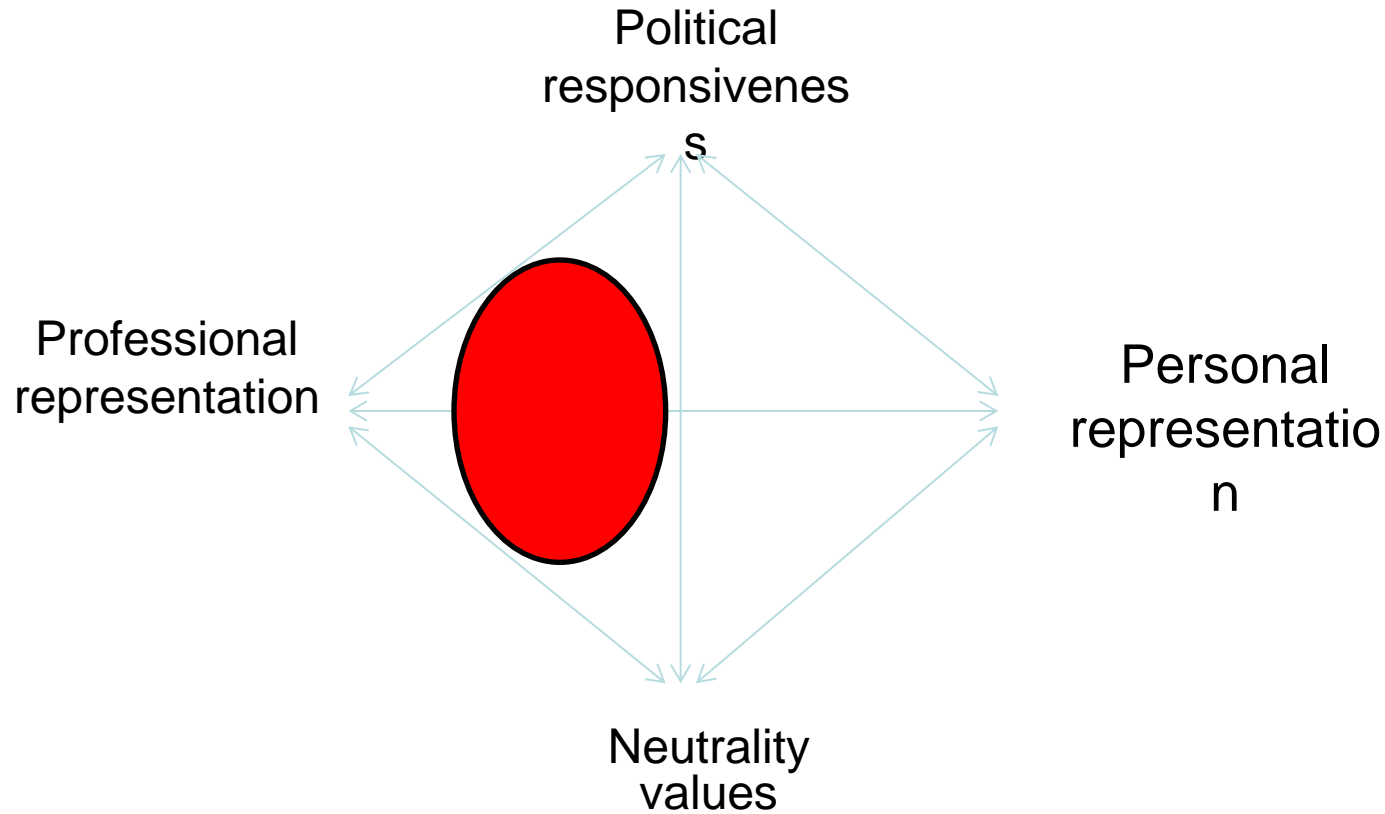 Political
responsivenes
s
Professional
representation
Personal
representatio
n
Neutrality
values